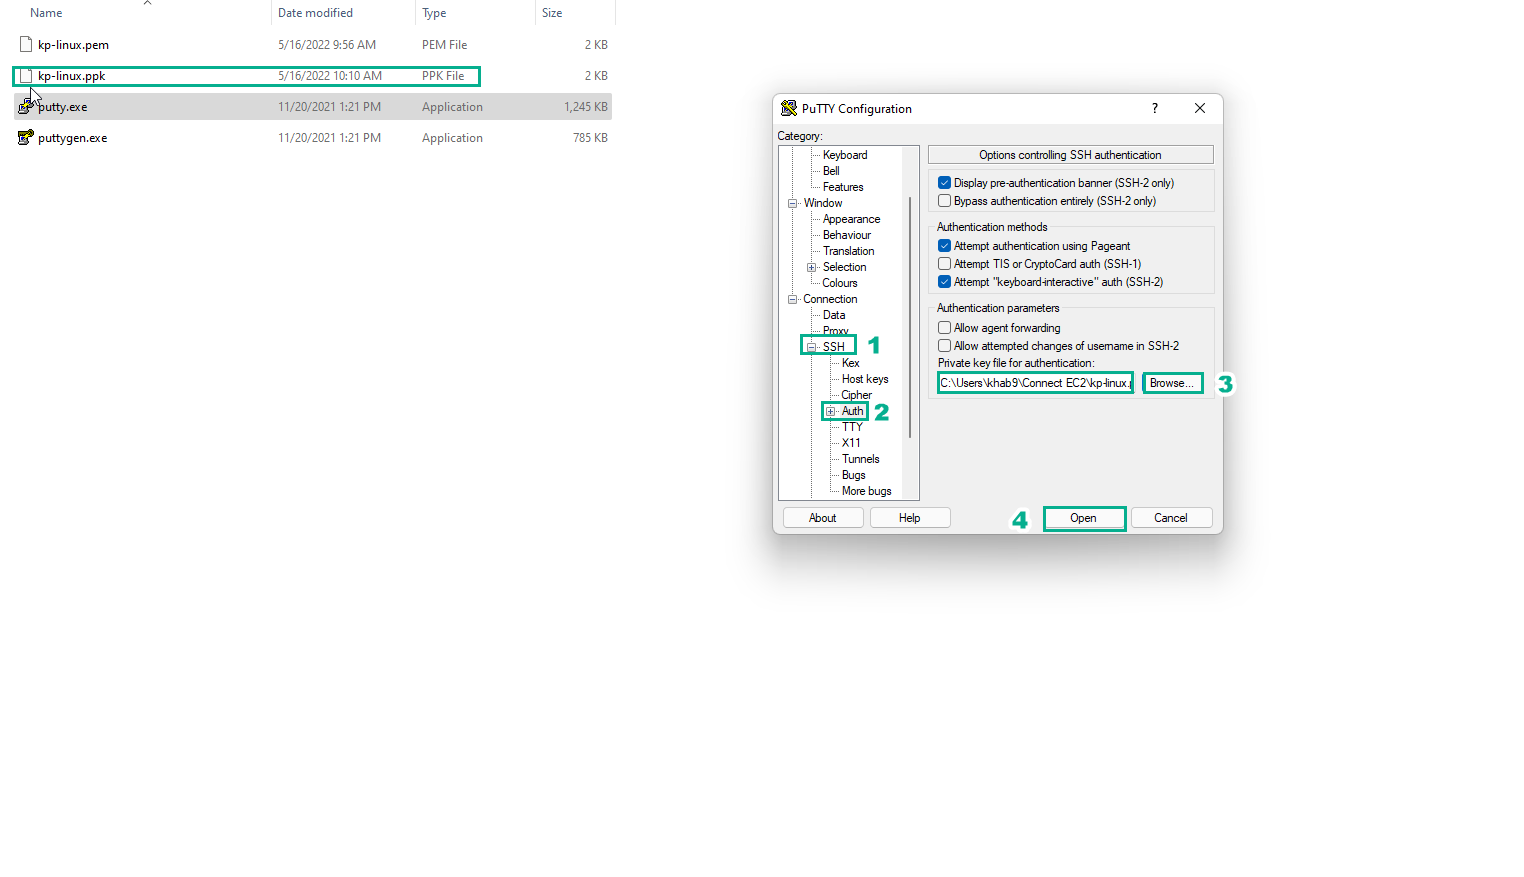 Name Date modified Type Size
kp-linux.pem 5/16/2022 9:56 AM PEM File 2 KB
kp-linux.ppk 5/16/2022 10:10 AM PPK File 2 KB
putty.exe 11/20/2021 1:21 PM Application 1,245 KB
puttygen.exe 11/20/2021 1:21 PM Application 785 KB
PuTTY Configuration ?
Category:
Keyboard
Bell
Features
Window
Appearance
Behaviour
Translation
Selection
Colours
Connection
Data
Proxy
SSH 1
Kex
Host keys
Cipher
Auth 2
TTY
X11
Tunnels
Bugs
More bugs
Options controlling SSH authentication
Display pre-authentication banner (SSH-2 only)
Bypass authentication entirely (SSH-2 only)
Authentication methods
Attempt authentication using Pageant
Attempt TIS or CryptoCard auth (SSH-1)
Attempt "keyboard-interactive" auth (SSH-2)
Authentication parameters
Allow agent forwarding
Allow attempted changes of username in SSH-2
Private key file for authentication:
C:\Users\khab9\Connect EC2\kp-linux.p Browse... 3
About Help 4 Open Cancel